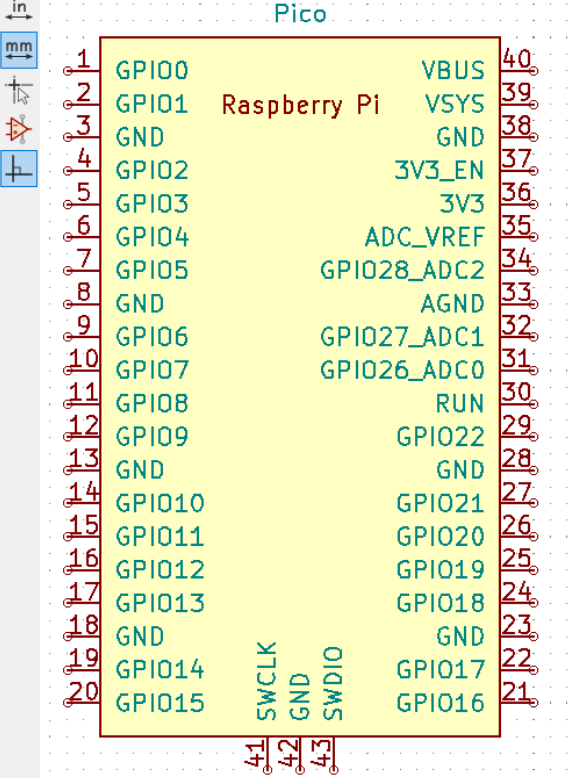 in
mm
Pico
1 GPIO0 VBUS 40
2 GPIO1 Raspberry Pi VSYS 39
3 GND GND 38
4 GPIO2 3V3_EN 37
5 GPIO3 3V3 36
6 GPIO4 ADC_VREF 35
7 GPIO5 GPIO28_ADC2 34
8 GND AGND 33
9 GPIO6 GPIO27_ADC1 32
10 GPIO7 GPIO26_ADC0 31
11 GPIO8 RUN 30
12 GPIO9 GPIO22 29
13 GND GND 28
14 GPIO10 GPIO21 27
15 GPIO11 GPIO20 26
16 GPIO12 GPIO19 25
17 GPIO13 GPIO18 24
18 GND GND 23
19 GPIO14 GPIO17 22
20 GPIO15 GPIO16 21
SWCLK
GND
SWDIO
41
42
43